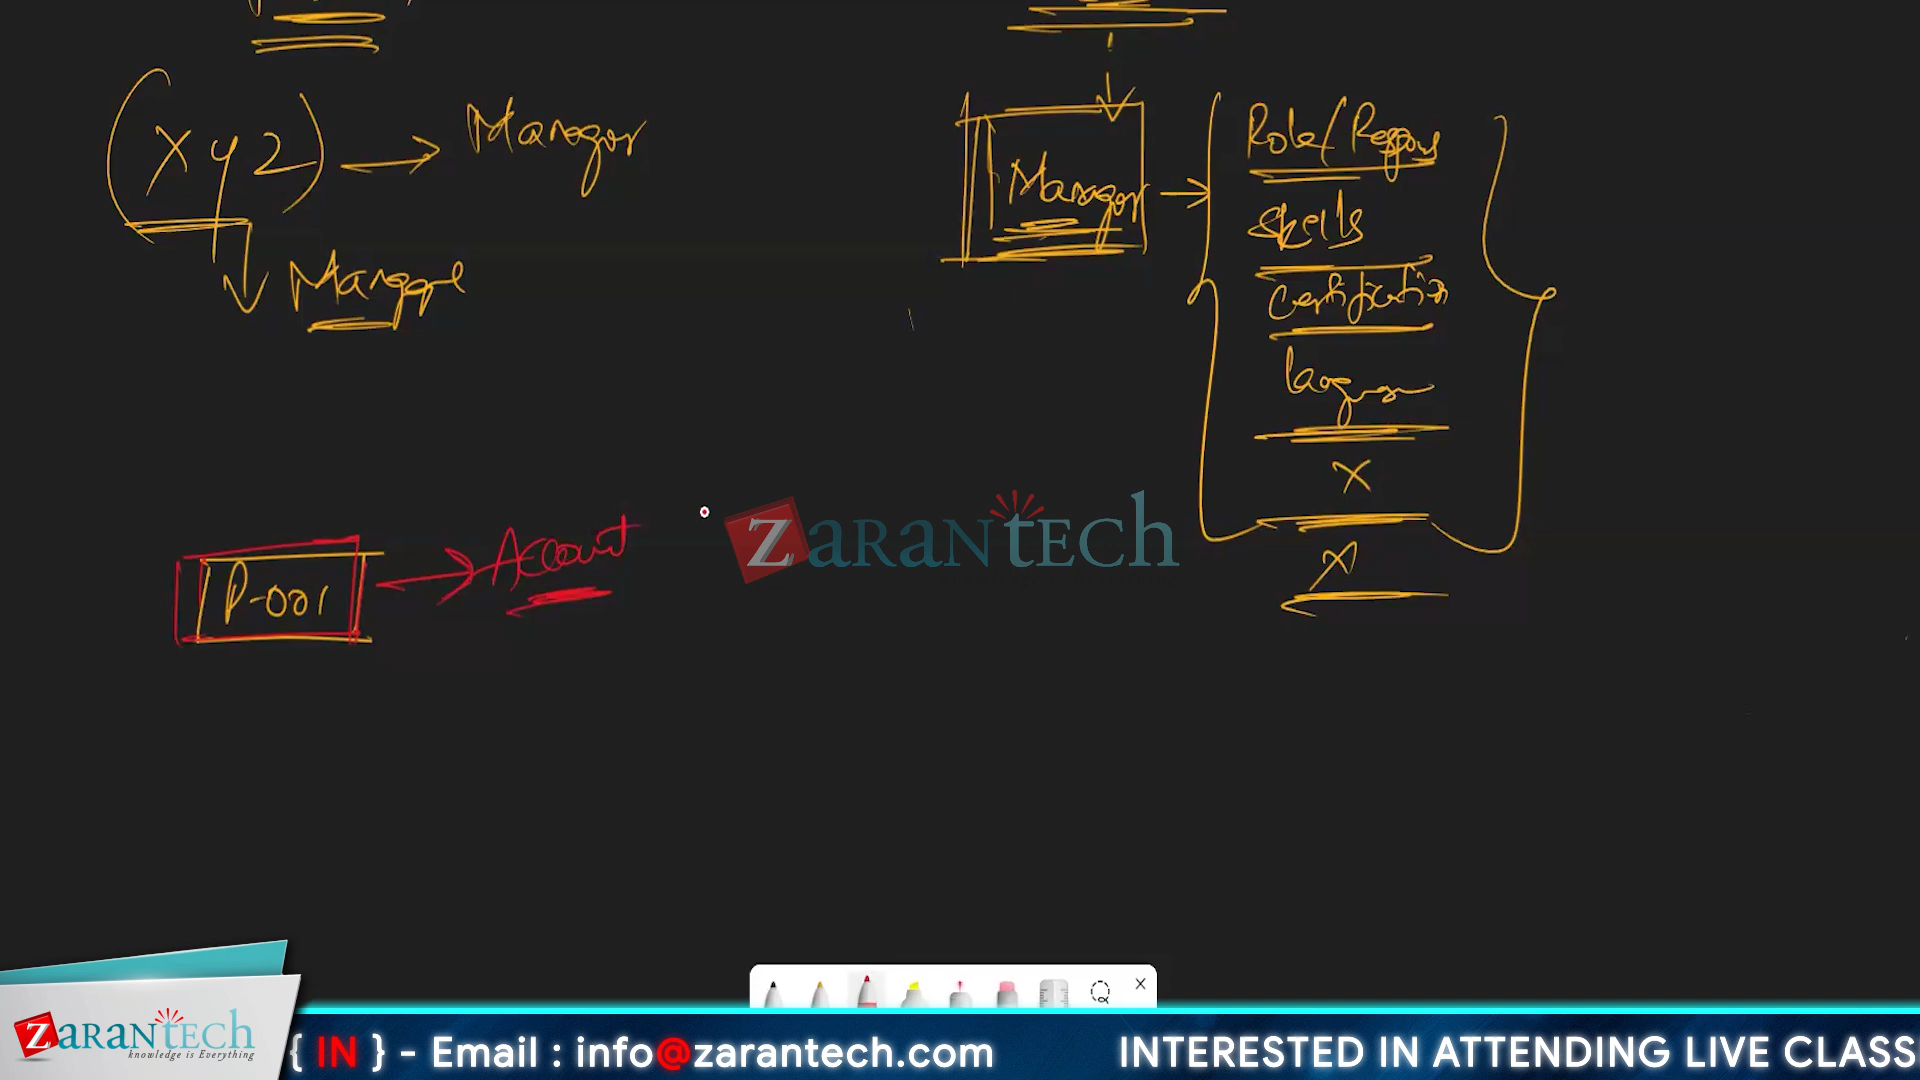 (xyz) → Manager
Manager
Manager →
Role/Respons
skills
certification
language
X
X
P-001 → Account
ZARANTECH
ZARANTECH
knowledge is Everything
{ IN } - Email : info@zarantech.com
INTERESTED IN ATTENDING LIVE CLASS